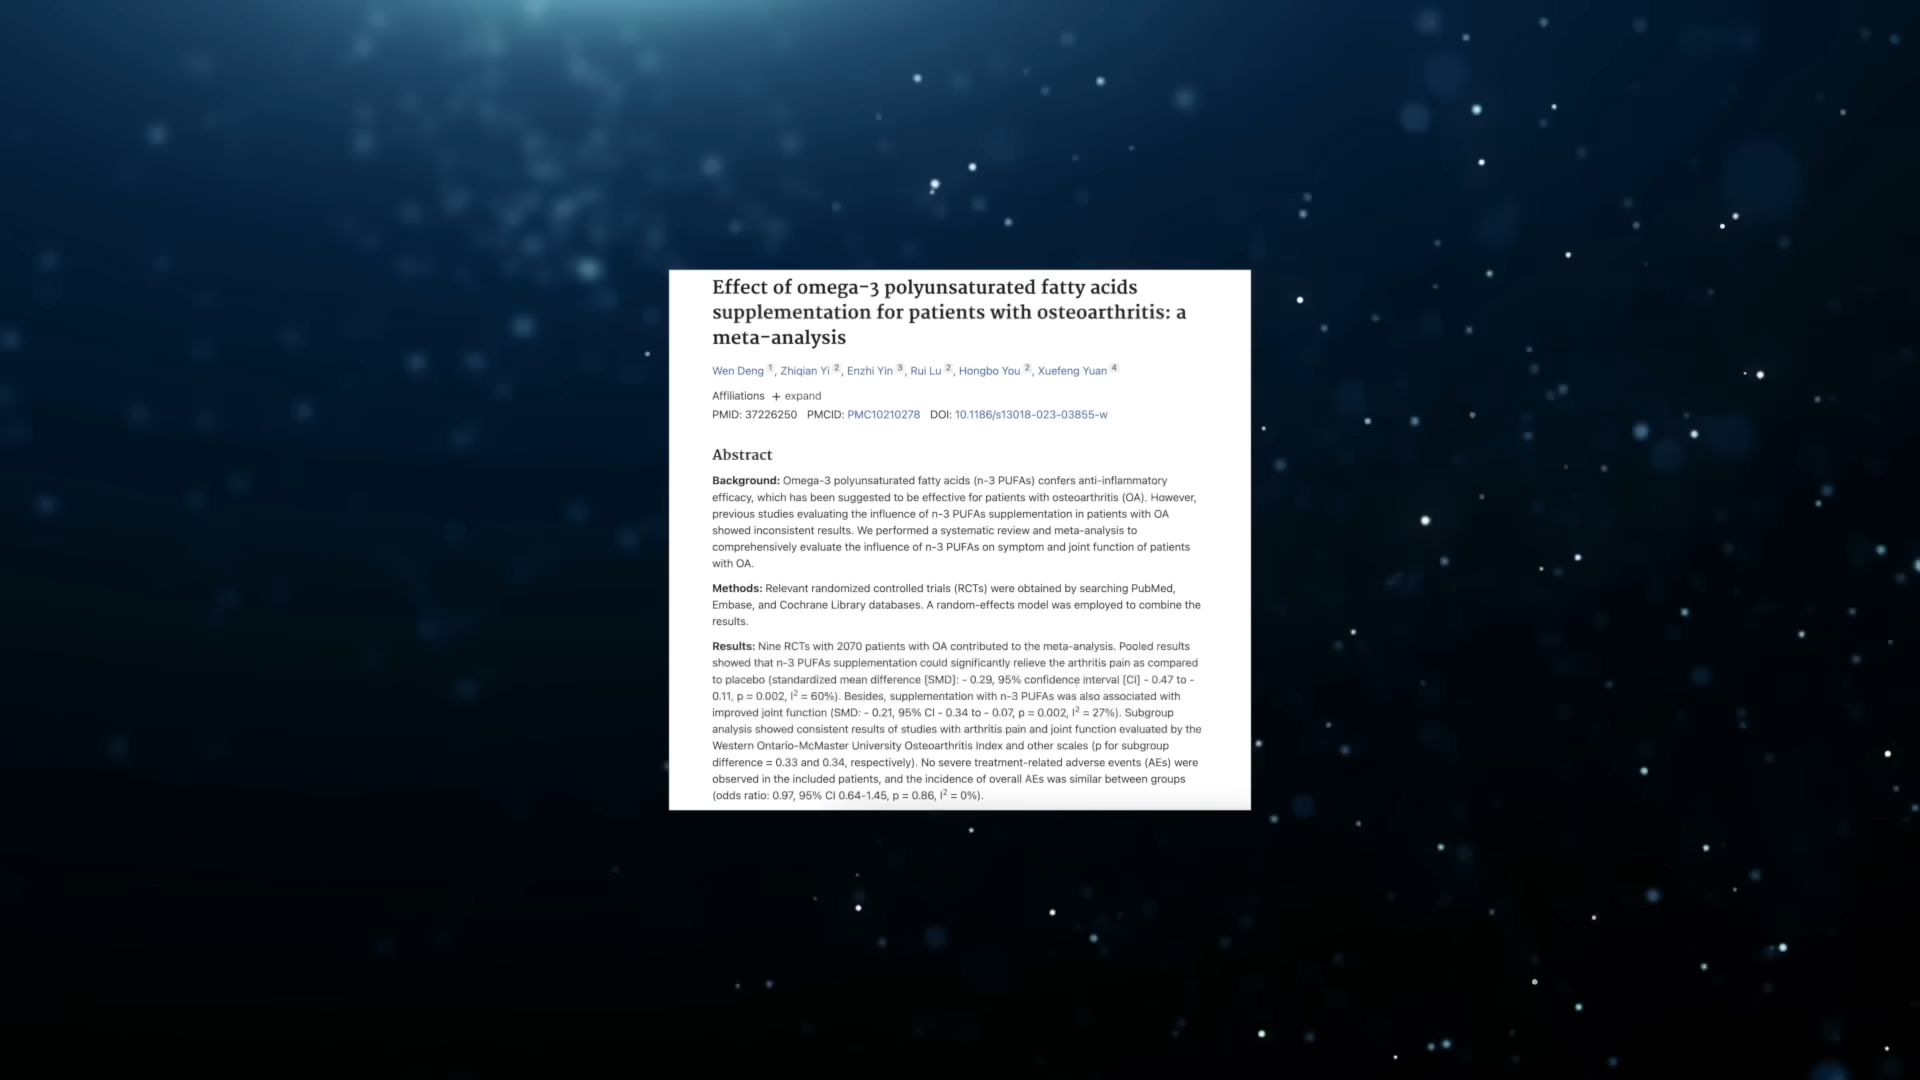 Effect of omega-3 polyunsaturated fatty acids
supplementation for patients with osteoarthritis: a
meta-analysis
Wen Deng 1, Zhiqian Yi 2, Enzhi Yin 3, Rui Lu 2, Hongbo You 2, Xuefeng Yuan 4
Affiliations + expand
PMID: 37226250 PMCID: PMC10210278 DOI: 10.1186/s13018-023-03855-w
Abstract
Background: Omega-3 polyunsaturated fatty acids (n-3 PUFAs) confers anti-inflammatory
efficacy, which has been suggested to be effective for patients with osteoarthritis (OA). However,
previous studies evaluating the influence of n-3 PUFAs supplementation in patients with OA
showed inconsistent results. We performed a systematic review and meta-analysis to
comprehensively evaluate the influence of n-3 PUFAs on symptom and joint function of patients
with OA.
Methods: Relevant randomized controlled trials (RCTs) were obtained by searching PubMed,
Embase, and Cochrane Library databases. A random-effects model was employed to combine the
results.
Results: Nine RCTs with 2070 patients with OA contributed to the meta-analysis. Pooled results
showed that n-3 PUFAs supplementation could significantly relieve the arthritis pain as compared
to placebo (standardized mean difference [SMD]: - 0.29, 95% confidence interval [CI] - 0.47 to -
0.11, p = 0.002, I2 = 60%). Besides, supplementation with n-3 PUFAs was also associated with
improved joint function (SMD: - 0.21, 95% CI - 0.34 to - 0.07, p = 0.002, I2 = 27%). Subgroup
analysis showed consistent results of studies with arthritis pain and joint function evaluated by the
Western Ontario-McMaster University Osteoarthritis Index and other scales (p for subgroup
difference = 0.33 and 0.34, respectively). No severe treatment-related adverse events (AEs) were
observed in the included patients, and the incidence of overall AEs was similar between groups
(odds ratio: 0.97, 95% CI 0.64-1.45, p = 0.86, I2 = 0%).